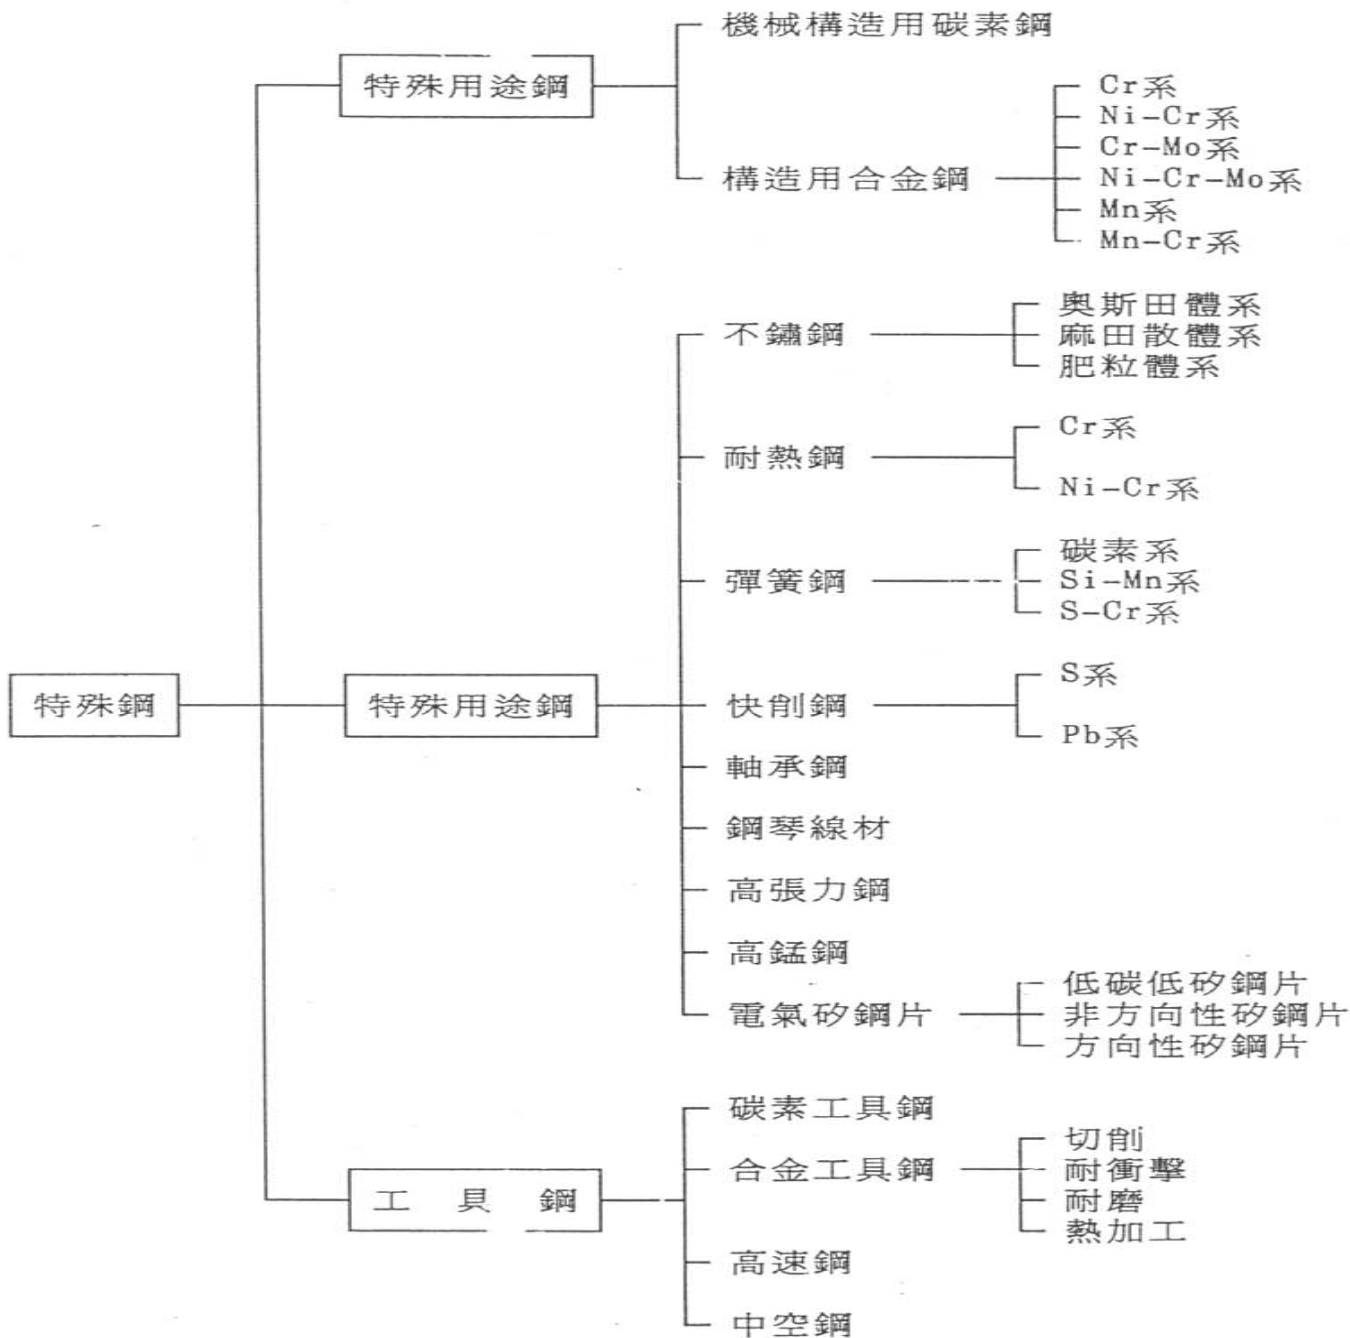 機械構造用碳素鋼
特殊用途鋼
Cr系
Ni-Cr系
Cr-Mo系
構造用合金鋼
Ni-Cr-Mo系
Mn系
Mn-Cr系
奧斯田體系
不鏽鋼
麻田散體系
肥粒體系
Cr系
耐熱鋼
Ni-Cr系
碳素系
彈簧鋼
Si-Mn系
S-Cr系
S系
特殊鋼
特殊用途鋼
快削鋼
Pb系
軸承鋼
鋼琴線材
高張力鋼
高錳鋼
低碳低矽鋼片
電氣矽鋼片
非方向性矽鋼片
方向性矽鋼片
碳素工具鋼
切削
合金工具鋼
耐衝擊
工具鋼
耐磨
熱加工
高速鋼
中空鋼